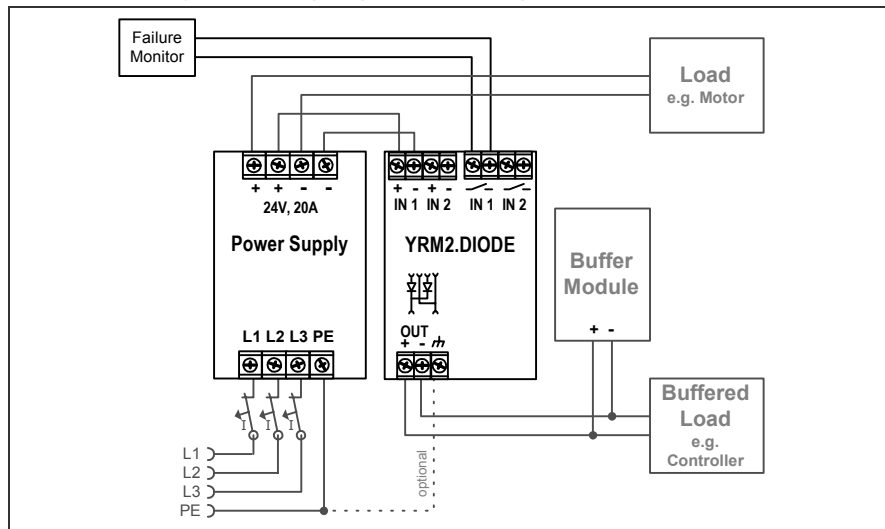 Failure
Monitor
Load
e.g. Motor
+ + - -
24V, 20A
Power Supply
L1 L2 L3 PE
+ - + -
IN 1 IN 2 IN 1 IN 2
YRM2.DIODE
OUT
+ -
Buffer
Module
+ -
Buffered
Load
e.g.
Controller
I I I
L1
L2
L3
PE
optional